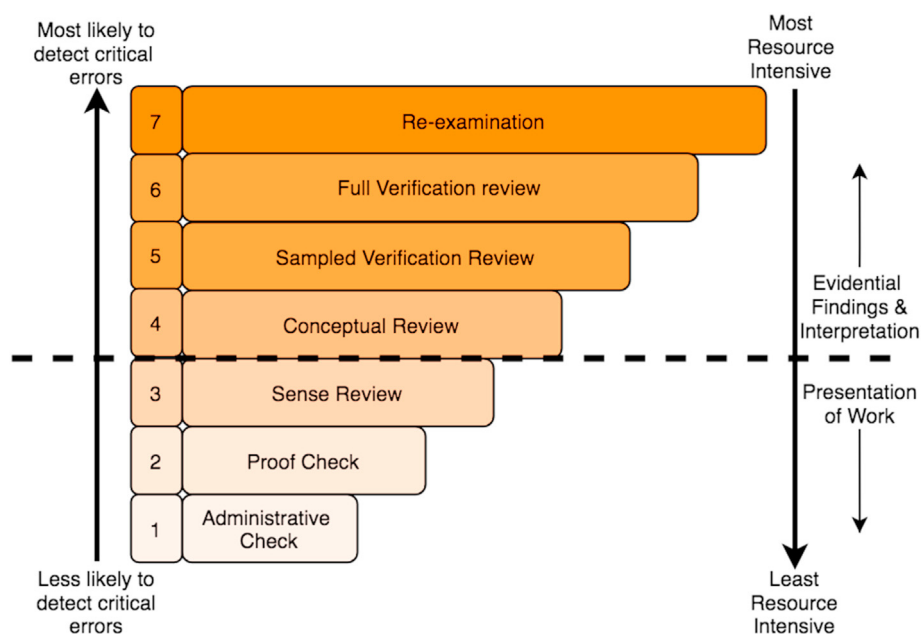 Most likely to
detect critical
errors
Most
Resource
Intensive
7
Re-examination
6
Full Verification review
5
Sampled Verification Review
4
Conceptual Review
Evidential
Findings &
Interpretation
3
Sense Review
Presentation
of Work
2
Proof Check
1
Administrative
Check
Less likely to
detect critical
errors
Least
Resource
Intensive